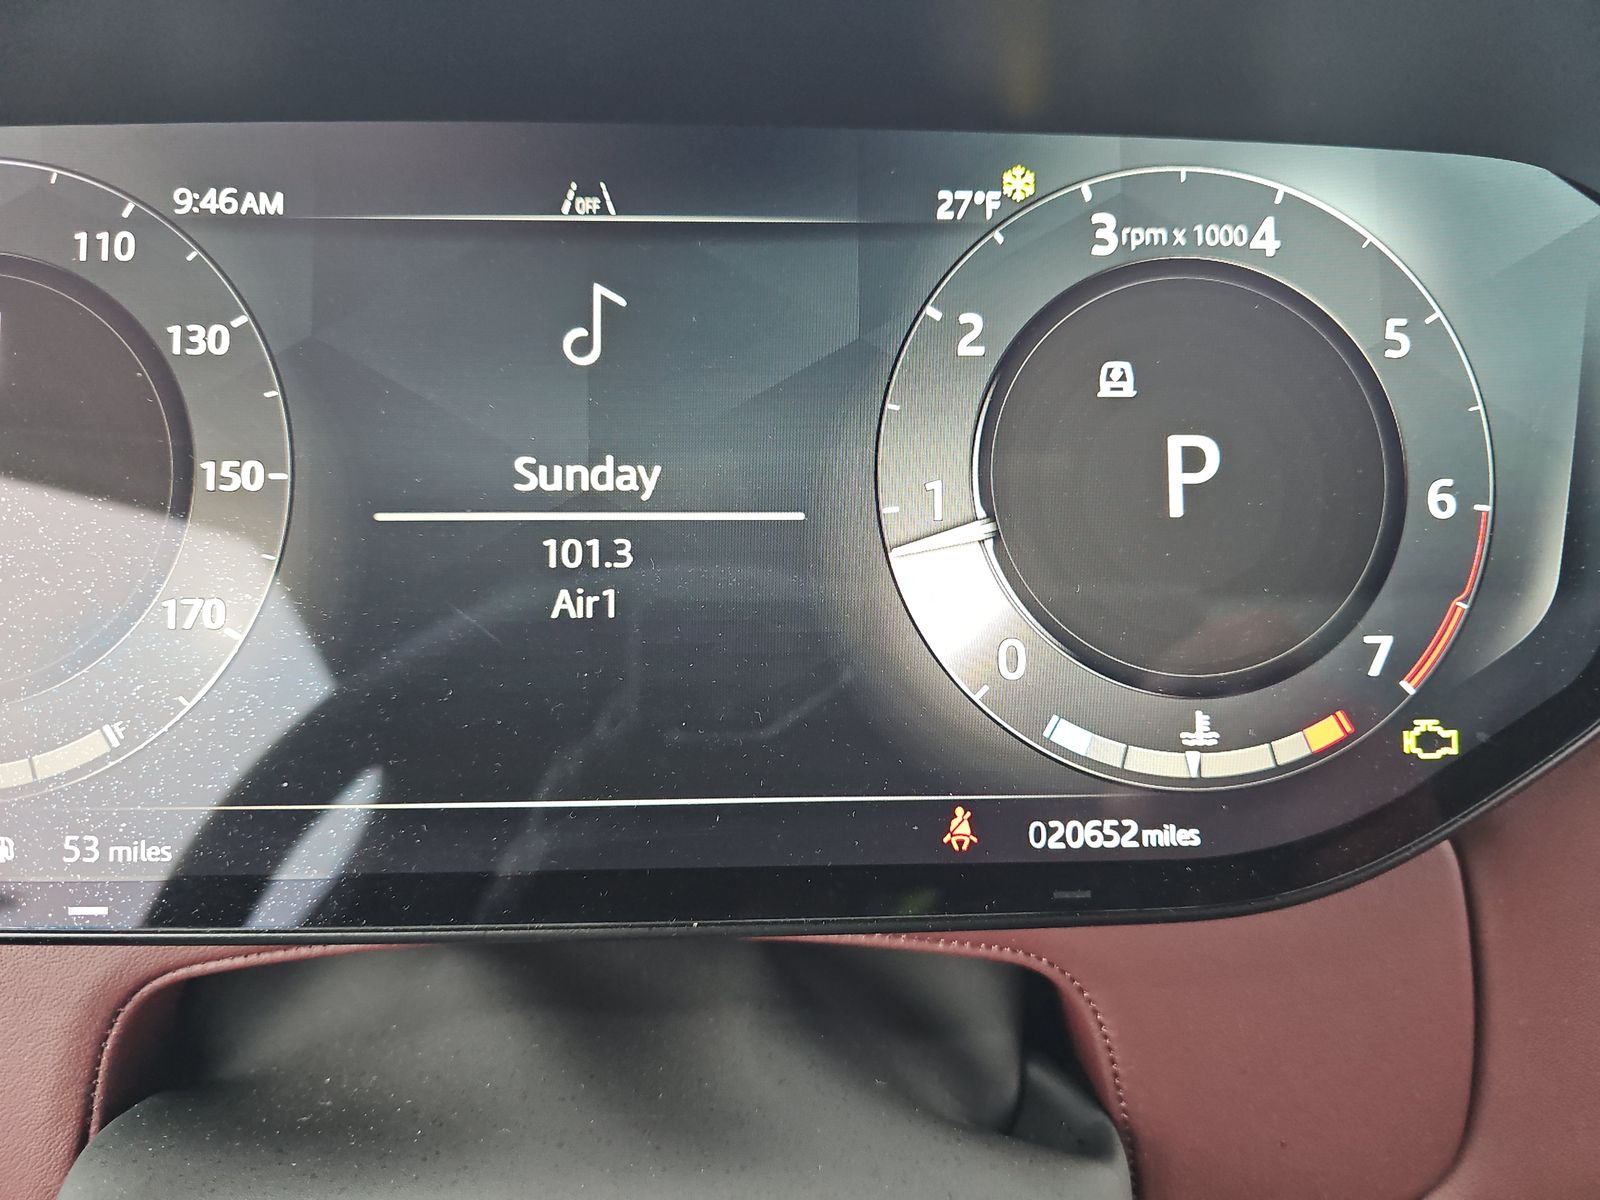 9:46AM
OFF
27°F
110
130
150
170
F
Sunday
101.3
Air1
3 rpm x 1000 4
2
5
1
6
0
7
P
53 miles
020652 miles